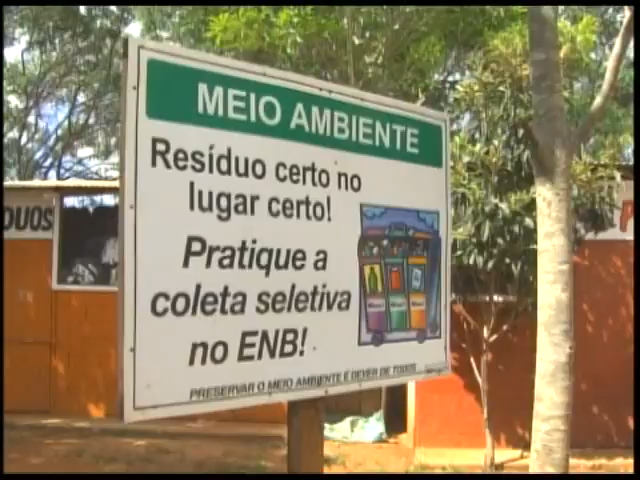 MEIO AMBIENTE
Resíduo certo no
lugar certo!
Pratique a
coleta seletiva
no ENB!
PRESERVAR O MEIO AMBIENTE É DEVER DE TODOS
DUOS